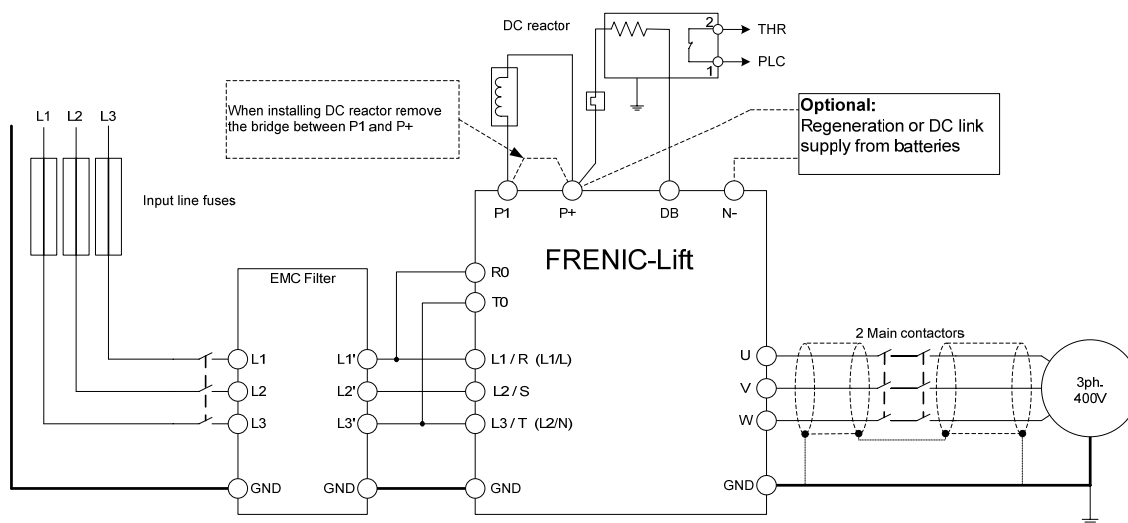 DC reactor
2
THR
PLC
1
L1 L2 L3
When installing DC reactor remove
the bridge between P1 and P+
Optional:
Regeneration or DC link
supply from batteries
Input line fuses
P1 P+ DB N-
FRENIC-Lift
EMC Filter
R0
T0
2 Main contactors
L1 L1' L1 / R (L1/L) U
L2 L2' L2 / S V
L3 L3' L3 / T (L2/N) W
3ph~
400V
GND GND GND GND